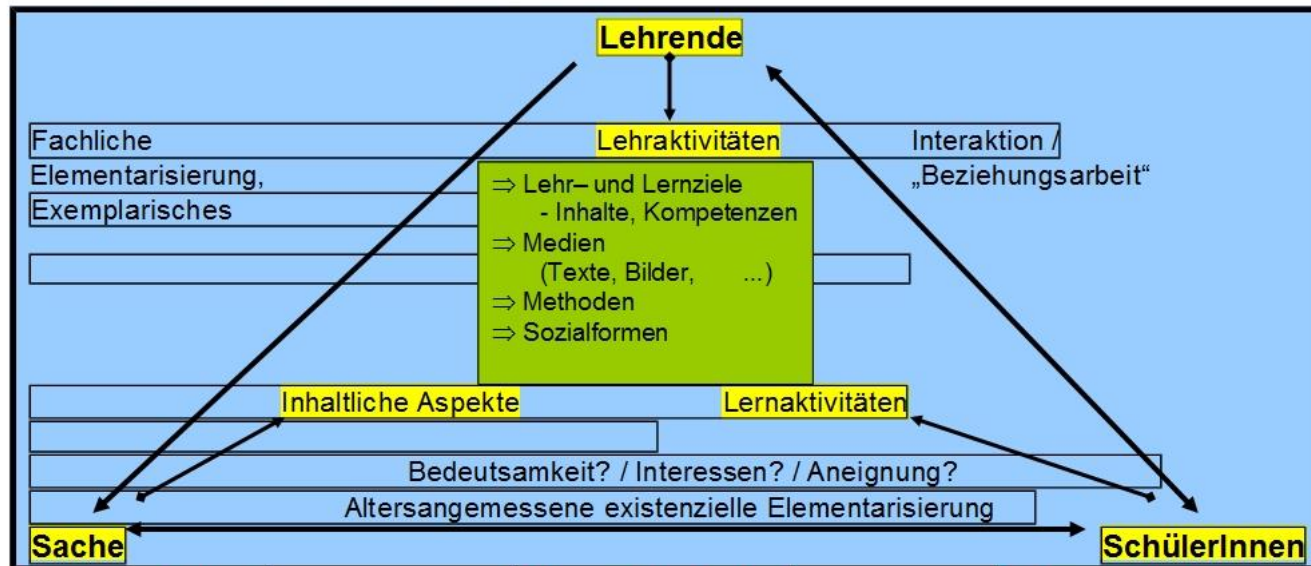 Lehrende
Fachliche Lehraktivitäten Interaktion /
Elementarisierung, „Beziehungsarbeit“
Exemplarisches
⇒ Lehr– und Lernziele
- Inhalte, Kompetenzen
⇒ Medien
(Texte, Bilder, ...)
⇒ Methoden
⇒ Sozialformen
Inhaltliche Aspekte Lernaktivitäten
Bedeutsamkeit? / Interessen? / Aneignung?
Altersangemessene existenzielle Elementarisierung
Sache SchülerInnen